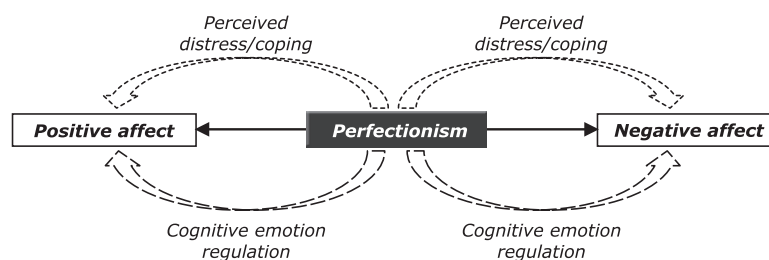 Perceived
distress/coping
Perceived
distress/coping
Positive affect
Perfectionism
Negative affect
Cognitive emotion
regulation
Cognitive emotion
regulation